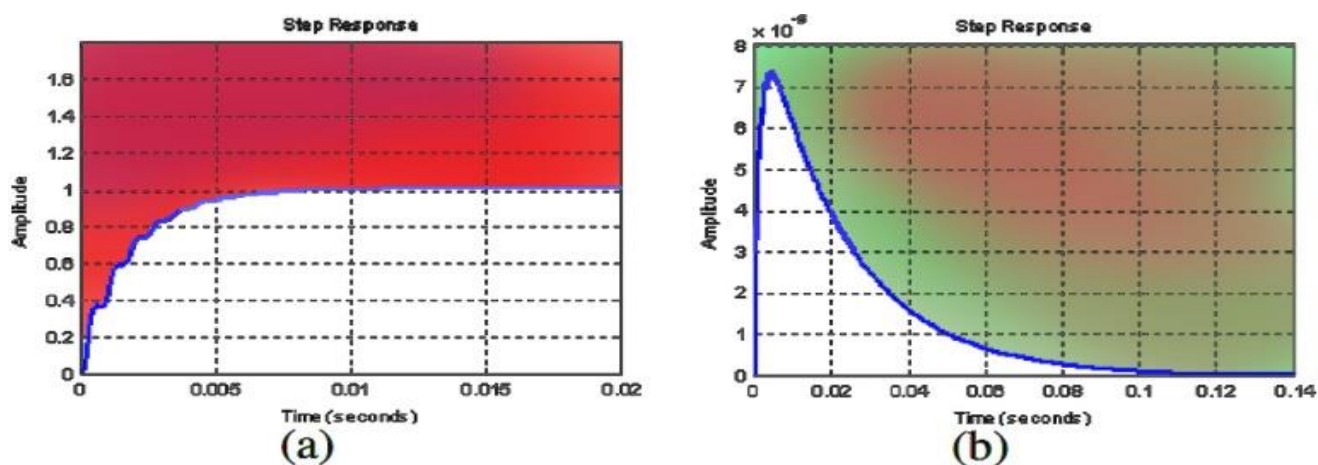 Step Response
Amplitude
1.6
1.4
1.2
1
0.8
0.6
0.4
0.2
0
0 0.005 0.01 0.015 0.02
Time (seconds)
(a)
× 10⁻⁵
Step Response
Amplitude
8
7
6
5
4
3
2
1
0
0 0.02 0.04 0.06 0.08 0.1 0.12 0.14
Time (seconds)
(b)